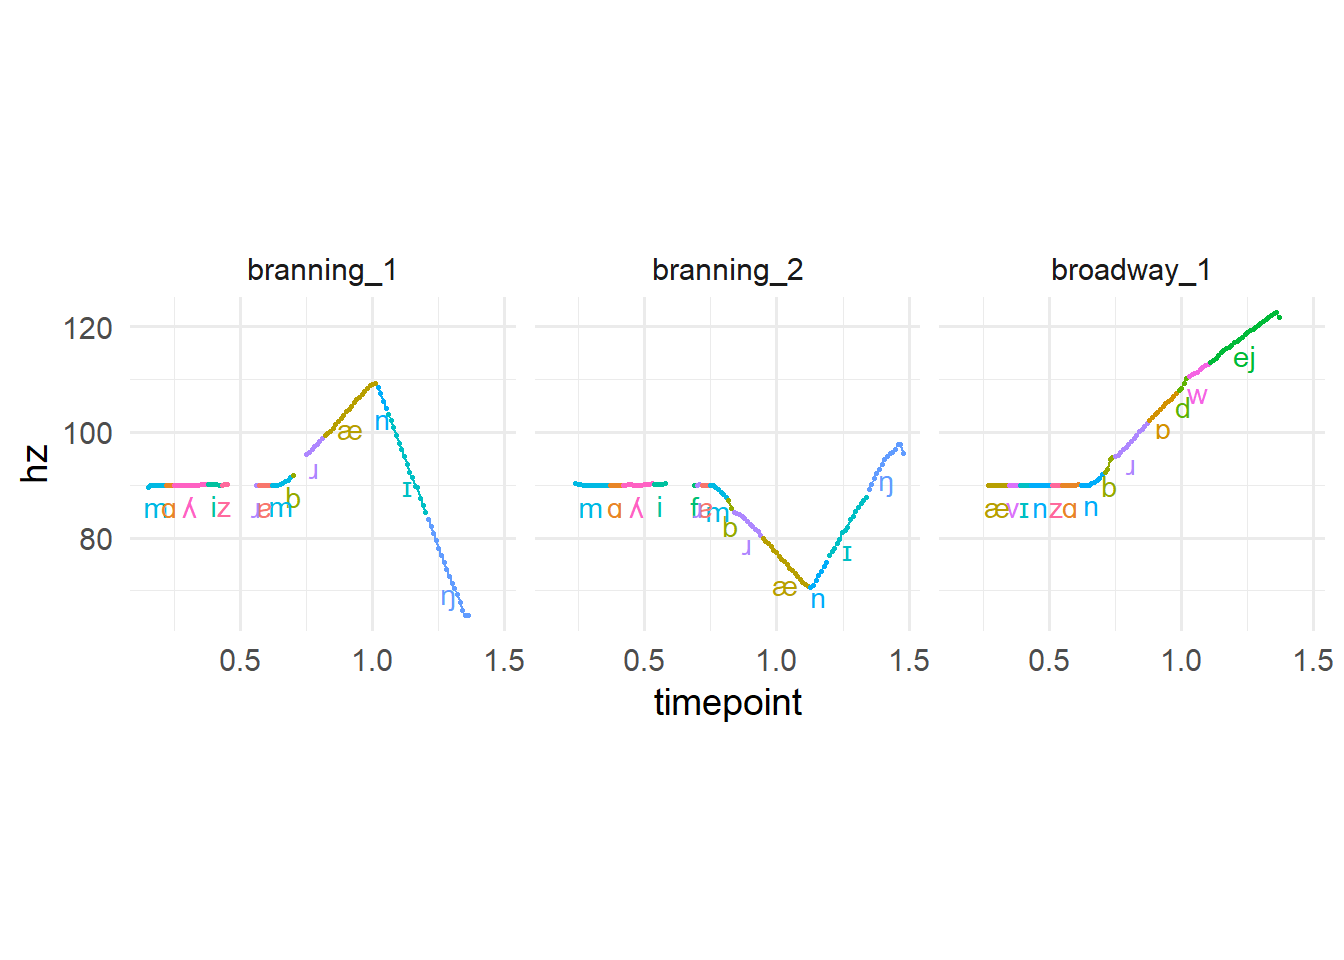 branning_1 branning_2 broadway_1
hz
120
100
80
m ɑ ʎ i z ɹ e m b ɹ æ n ɪ ŋ
m ɑ ʎ i f e m b ɹ æ n ɪ ŋ
æ v ɪ n z ɑ n b ɹ ɒ d w ej
0.5 1.0 1.5 0.5 1.0 1.5 0.5 1.0 1.5
timepoint